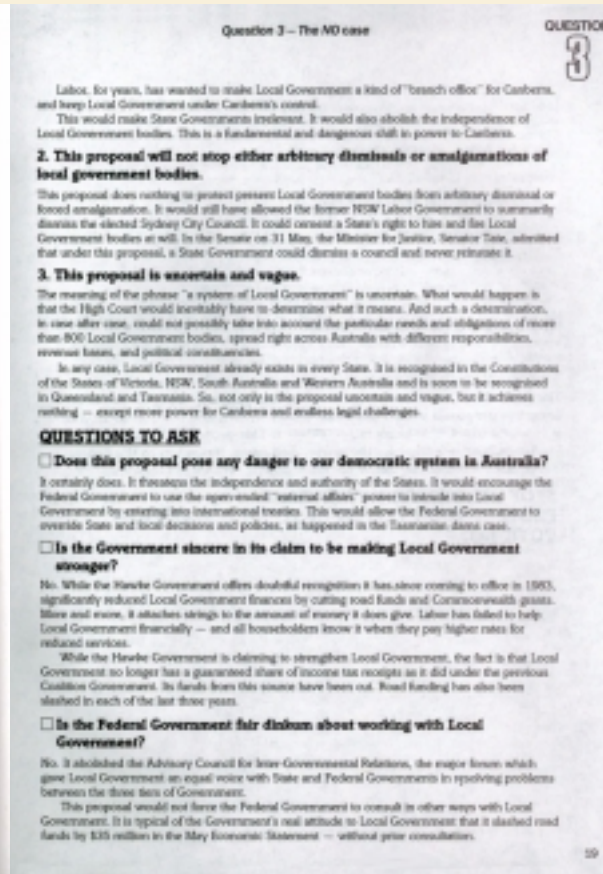 Question 3 – The NO case
QUESTION
3
Labor, for years, has wanted to make Local Government a kind of "branch office" for Canberra,
and keep Local Government under Canberra's control.
This would make State Governments irrelevant. It would also abolish the independence of
Local Government bodies. This is a fundamental and dangerous shift in power to Canberra.
2. This proposal will not stop either arbitrary dismissals or amalgamations of
local government bodies.
This proposal does nothing to protect present Local Government bodies from arbitrary dismissal or
forced amalgamation. It would still have allowed the former NSW Labor Government to summarily
dismiss the elected Sydney City Council. It could cement a State's right to hire and fire Local
Government bodies at will. In the Senate on 31 May, the Minister for Justice, Senator Tate, admitted
that under this proposal, a State Government could dismiss a council and never reinstate it.
3. This proposal is uncertain and vague.
The meaning of the phrase "a system of Local Government" is uncertain. What would happen is
that the High Court would inevitably have to determine what it means. And such a determination,
in case after case, could not possibly take into account the particular needs and obligations of more
than 800 Local Government bodies, spread right across Australia with different responsibilities,
revenue bases, and political constituencies.
In any case, Local Government already exists in every State. It is recognised in the Constitutions
of the States of Victoria, NSW, South Australia and Western Australia and is soon to be recognised
in Queensland and Tasmania. So, not only is the proposal uncertain and vague, but it achieves
nothing — except more power for Canberra and endless legal challenges.
QUESTIONS TO ASK
Does this proposal pose any danger to our democratic system in Australia?
It certainly does. It threatens the independence and authority of the States. It would encourage the
Federal Government to use the open-ended "external affairs" power to intrude into Local
Government by entering into international treaties. This would allow the Federal Government to
override State and local decisions and policies, as happened in the Tasmanian dams case.
Is the Government sincere in its claim to be making Local Government
stronger?
No. While the Hawke Government offers doubtful recognition it has since coming to office in 1983,
significantly reduced Local Government finances by cutting road funds and Commonwealth grants.
More and more, it attaches strings to the amount of money it does give. Labor has failed to help
Local Government financially — and all householders know it when they pay higher rates for
reduced services.
While the Hawke Government is claiming to strengthen Local Government, the fact is that Local
Government no longer has a guaranteed share of income tax receipts as it did under the previous
Coalition Government. Its funds from this source have been cut. Road funding has also been
slashed in each of the last three years.
Is the Federal Government fair dinkum about working with Local
Government?
No. It abolished the Advisory Council for Inter-Governmental Relations, the major forum which
gave Local Government an equal voice with State and Federal Governments in resolving problems
between the three tiers of Government.
This proposal would not force the Federal Government to consult in other ways with Local
Government. It is typical of the Government's real attitude to Local Government that it slashed road
funds by $35 million in the May Economic Statement — without prior consultation.
19